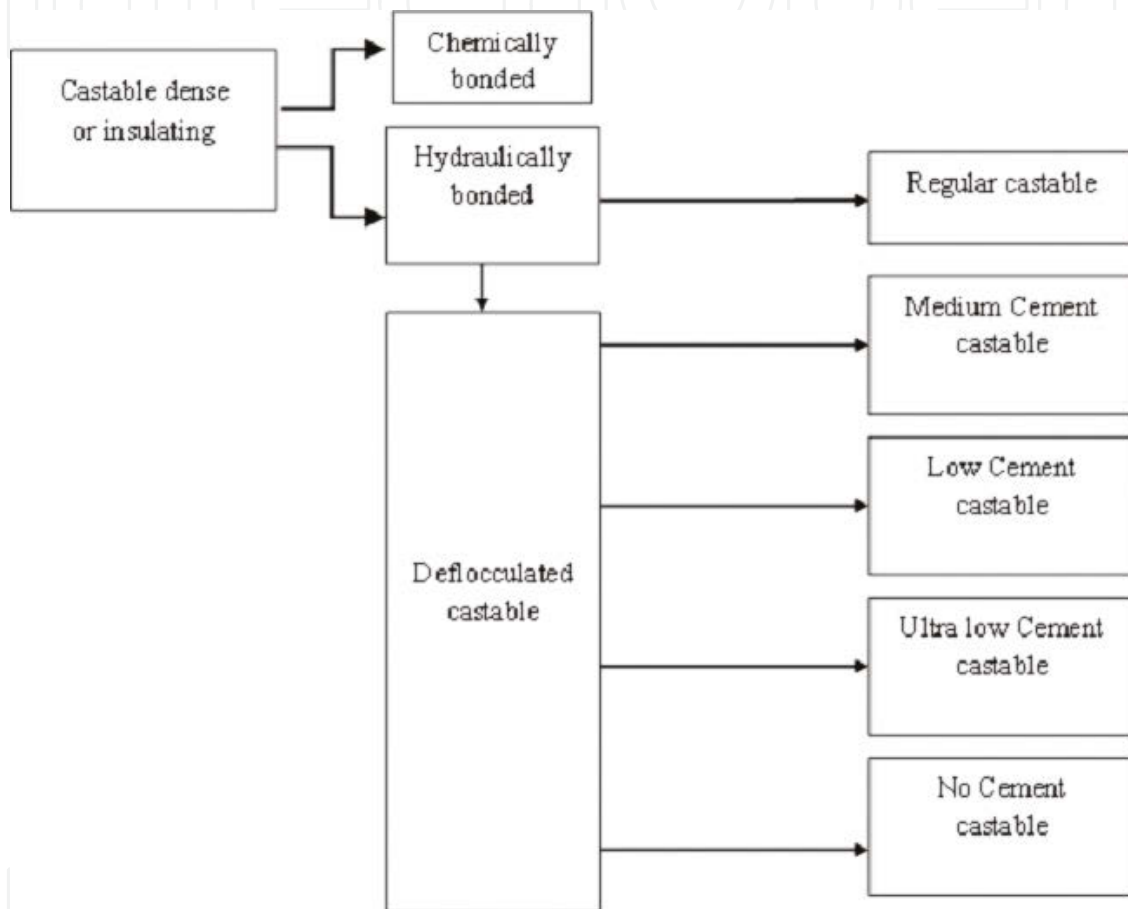 Castable dense
or insulating
Chemically
bonded
Hydraulically
bonded
Regular castable
Medium Cement
castable
Low Cement
castable
Deflocculated
castable
Ultra low Cement
castable
No Cement
castable